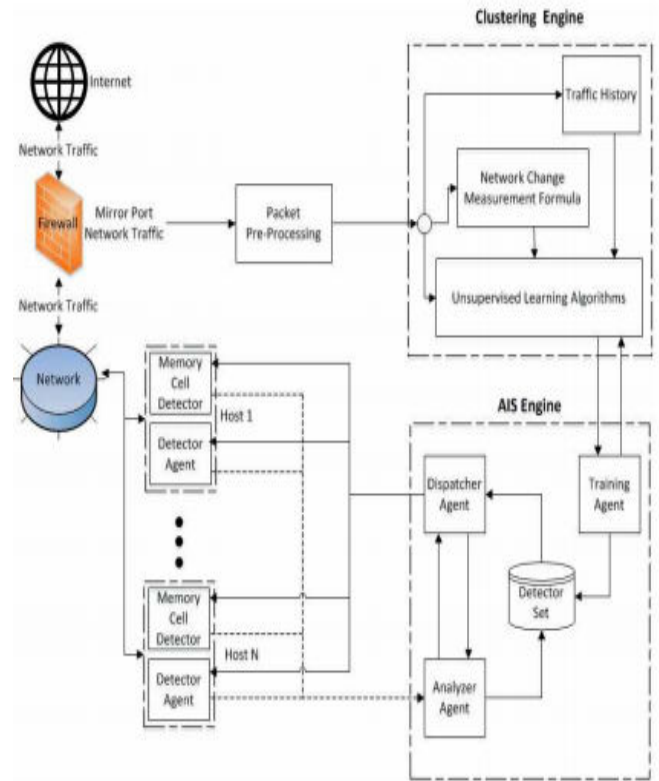 Clustering Engine
Internet
Traffic History
Network Traffic
Network Change
Measurement Formula
Firewall
Mirror Port
Network Traffic
Packet
Pre-Processing
Unsupervised Learning Algorithms
Network Traffic
Network
Memory
Cell
Detector
Host 1
Detector
Agent
AIS Engine
Dispatcher
Agent
Training
Agent
Detector
Set
Memory
Cell
Detector
Host N
Detector
Agent
Analyzer
Agent